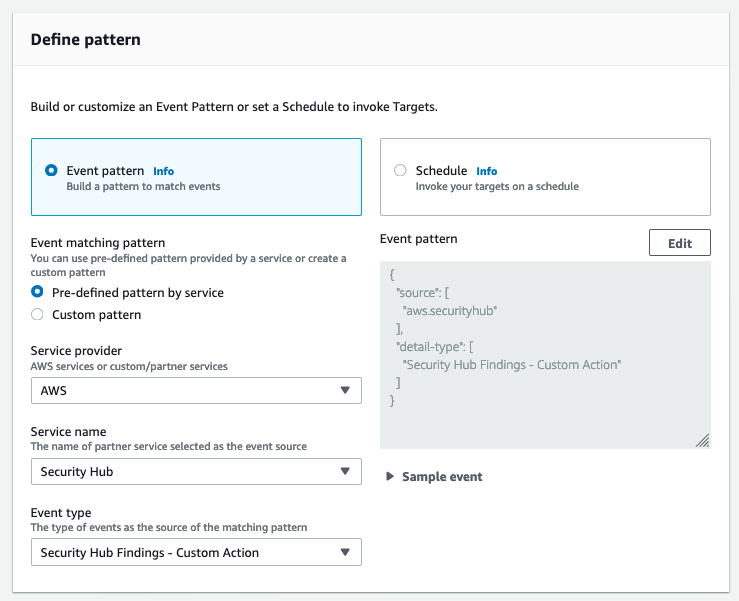 Define pattern
Build or customize an Event Pattern or set a Schedule to invoke Targets.
Event pattern Info
Build a pattern to match events
Schedule Info
Invoke your targets on a schedule
Event matching pattern
You can use pre-defined pattern provided by a service or create a
custom pattern
Pre-defined pattern by service
Custom pattern
Service provider
AWS services or custom/partner services
AWS
Service name
The name of partner service selected as the event source
Security Hub
Event type
The type of events as the source of the matching pattern
Security Hub Findings - Custom Action
Event pattern
Edit
{
"source": [
"aws.securityhub"
],
"detail-type": [
"Security Hub Findings - Custom Action"
]
}
Sample event